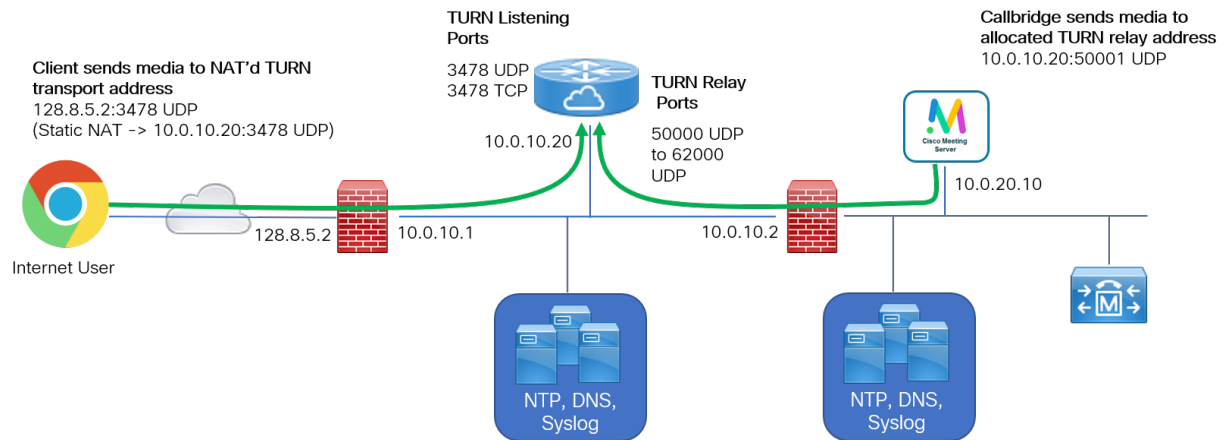 TURN Listening
Ports
3478 UDP
3478 TCP
Callbridge sends media to
allocated TURN relay address
10.0.10.20:50001 UDP
Client sends media to NAT'd TURN
transport address
128.8.5.2:3478 UDP
(Static NAT -> 10.0.10.20:3478 UDP)
TURN Relay
Ports
50000 UDP
to 62000
UDP
10.0.10.20
Cisco Meeting
Server
10.0.20.10
128.8.5.2
10.0.10.1
10.0.10.2
Internet User
M
NTP, DNS,
Syslog
NTP, DNS,
Syslog